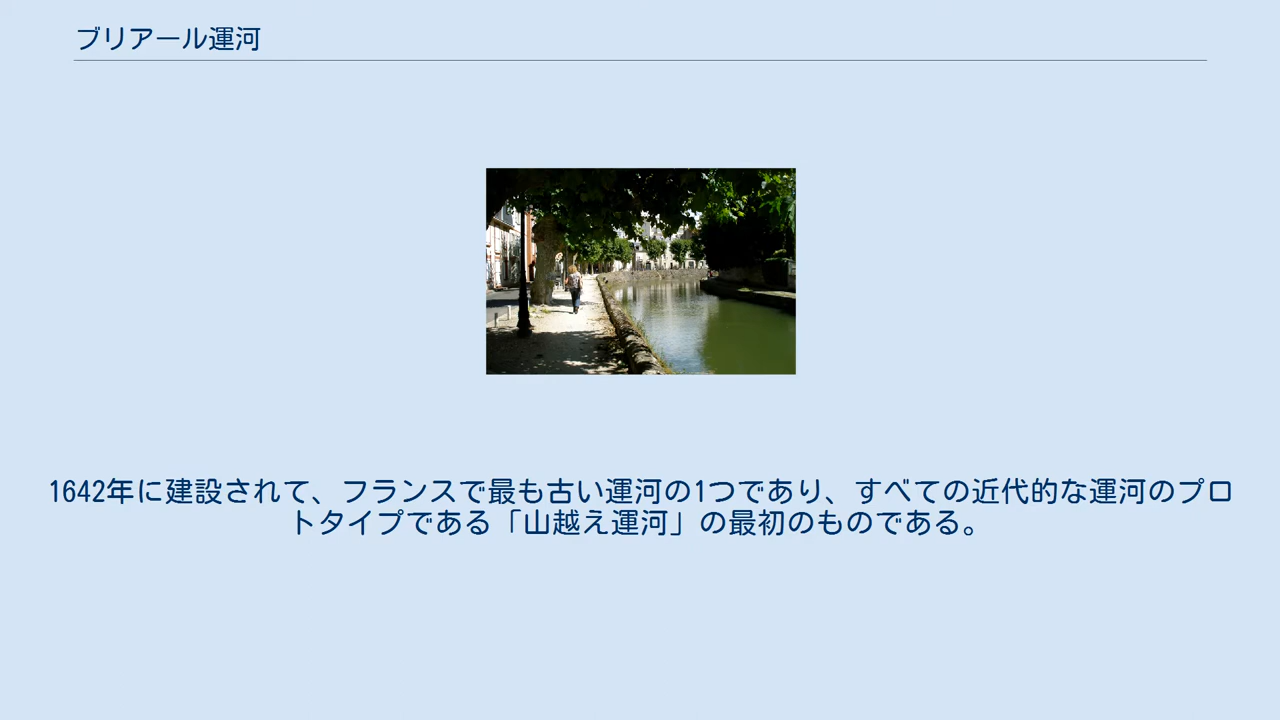 ブリアール運河
1642年に建設されて、フランスで最も古い運河の1つであり、すべての近代的な運河のプロ
トタイプである「山越え運河」の最初のものである。